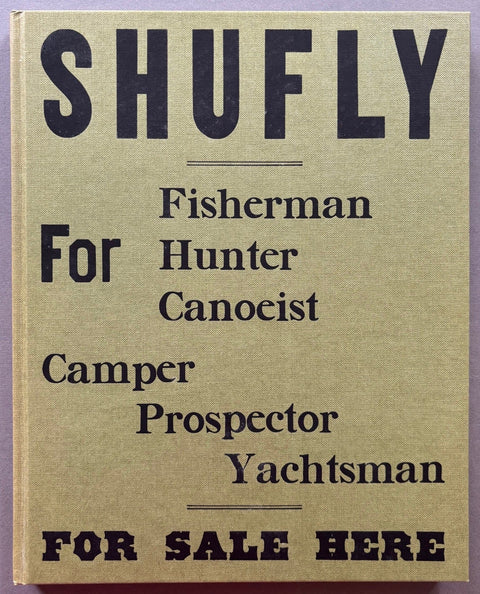 SHUFLY
Fisherman
For Hunter
Canoeist
Camper
Prospector
Yachtsman
FOR SALE HERE